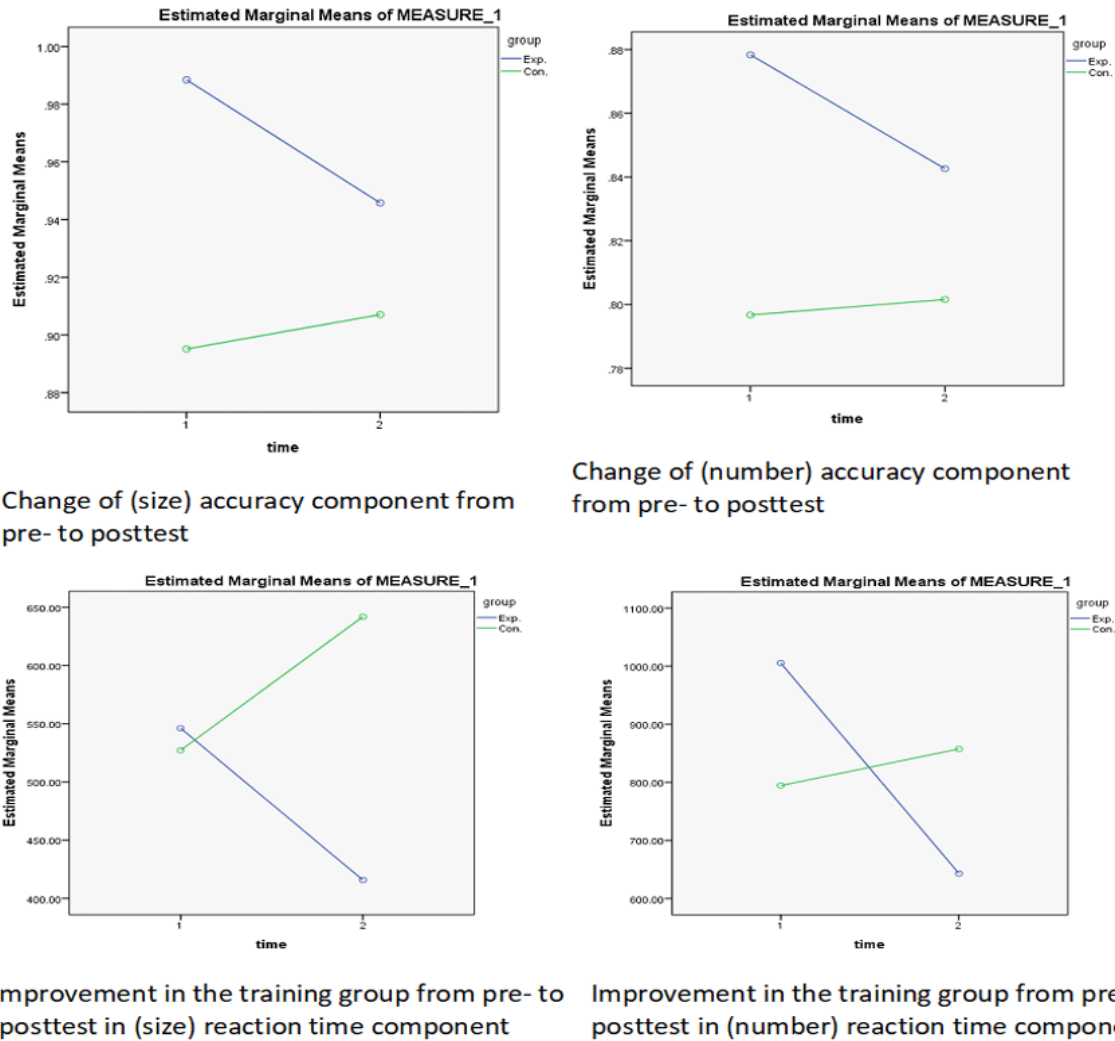 Estimated Marginal Means of MEASURE_1
group
Exp.
Con.
Estimated Marginal Means
1.00
.98
.96
.94
.92
.90
.88
1
2
time
Change of (size) accuracy component from
pre- to posttest
Estimated Marginal Means of MEASURE_1
group
Exp.
Con.
Estimated Marginal Means
.88
.86
.84
.82
.80
.78
1
2
time
Change of (number) accuracy component
from pre- to posttest
Estimated Marginal Means of MEASURE_1
group
Exp.
Con.
Estimated Marginal Means
650.00
600.00
550.00
500.00
450.00
400.00
1
2
time
mprovement in the training group from pre- to
posttest in (size) reaction time component
Estimated Marginal Means of MEASURE_1
group
Exp.
Con.
Estimated Marginal Means
1100.00
1000.00
900.00
800.00
700.00
600.00
1
2
time
Improvement in the training group from pre
posttest in (number) reaction time compon